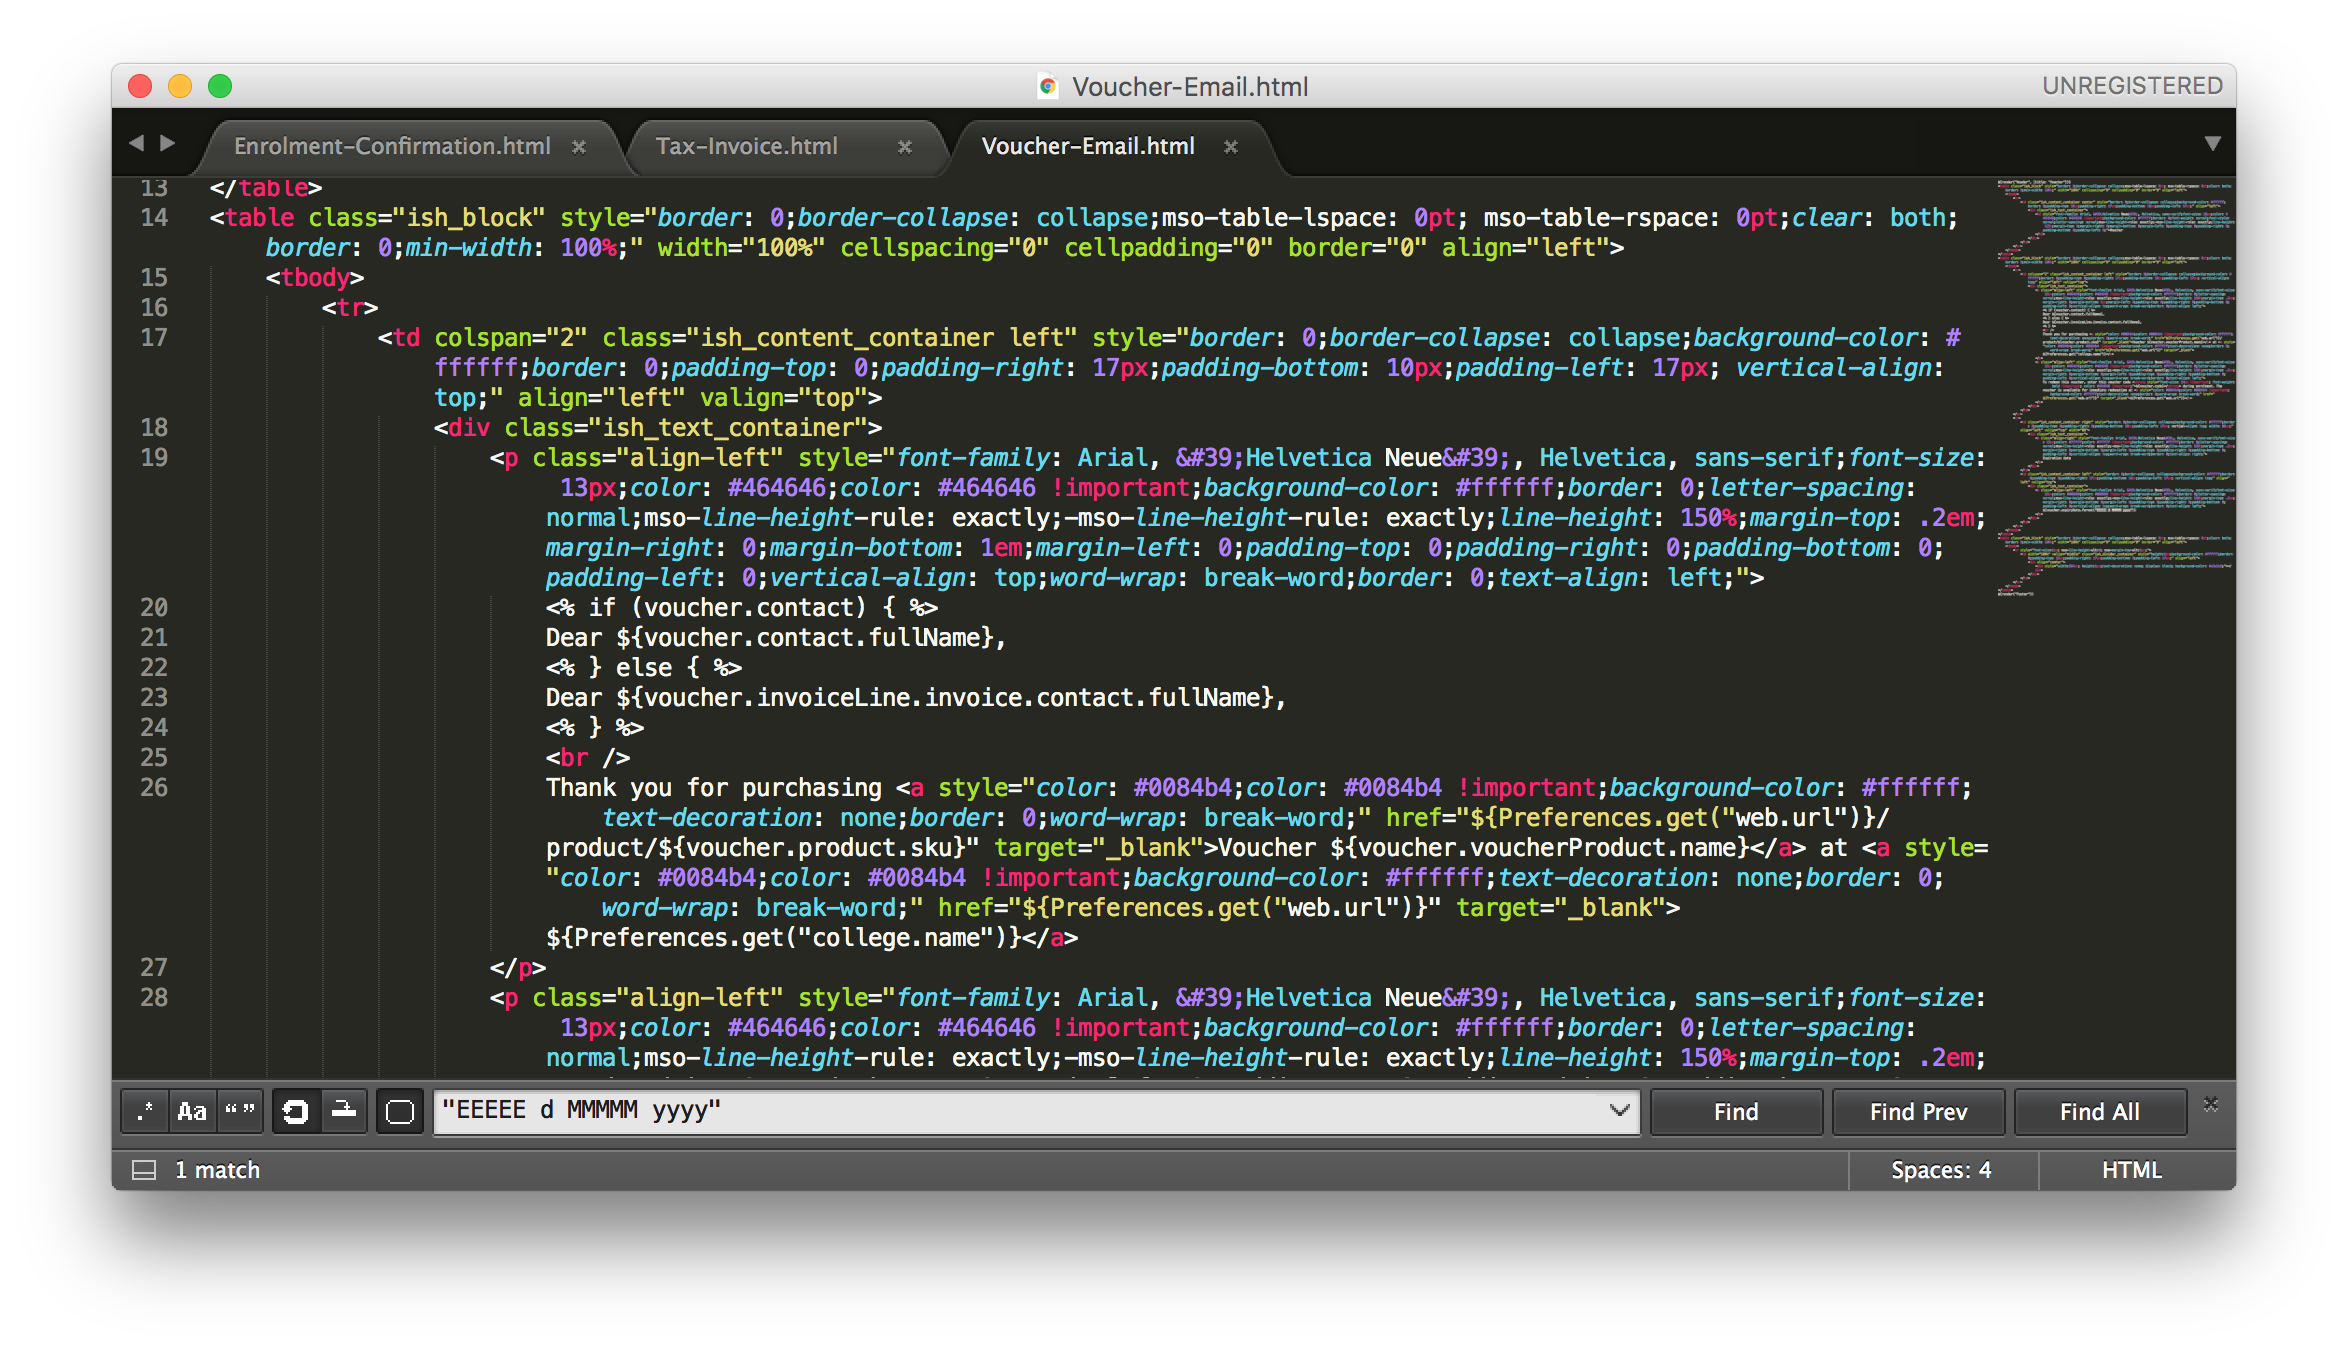 Voucher-Email.html
UNREGISTERED
Enrolment-Confirmation.html
Tax-Invoice.html
Voucher-Email.html
13 </table>
14 <table class="ish_block" style="border: 0;border-collapse: collapse;mso-table-lspace: 0pt; mso-table-rspace: 0pt;clear: both;
border: 0;min-width: 100%;" width="100%" cellspacing="0" cellpadding="0" border="0" align="left">
15 <tbody>
16 <tr>
17 <td colspan="2" class="ish_content_container left" style="border: 0;border-collapse: collapse;background-color: #
ffffff;border: 0;padding-top: 0;padding-right: 17px;padding-bottom: 10px;padding-left: 17px; vertical-align:
top;" align="left" valign="top">
18 <div class="ish_text_container">
19 <p class="align-left" style="font-family: Arial, &#39;Helvetica Neue&#39;, Helvetica, sans-serif;font-size:
13px;color: #464646;color: #464646 !important;background-color: #ffffff;border: 0;letter-spacing:
normal;mso-line-height-rule: exactly;-mso-line-height-rule: exactly;line-height: 150%;margin-top: .2em;
margin-right: 0;margin-bottom: 1em;margin-left: 0;padding-top: 0;padding-right: 0;padding-bottom: 0;
padding-left: 0;vertical-align: top;word-wrap: break-word;border: 0;text-align: left;">
20 <% if (voucher.contact) { %>
21 Dear ${voucher.contact.fullName},
22 <% } else { %>
23 Dear ${voucher.invoiceLine.invoice.contact.fullName},
24 <% } %>
25 <br />
26 Thank you for purchasing <a style="color: #0084b4;color: #0084b4 !important;background-color: #ffffff;
text-decoration: none;border: 0;word-wrap: break-word;" href="${Preferences.get("web.url")}/
product/${voucher.product.sku}" target="_blank">Voucher ${voucher.voucherProduct.name}</a> at <a style=
"color: #0084b4;color: #0084b4 !important;background-color: #ffffff;text-decoration: none;border: 0;
word-wrap: break-word;" href="${Preferences.get("web.url")}" target="_blank">
${Preferences.get("college.name")}</a>
27 </p>
28 <p class="align-left" style="font-family: Arial, &#39;Helvetica Neue&#39;, Helvetica, sans-serif;font-size:
13px;color: #464646;color: #464646 !important;background-color: #ffffff;border: 0;letter-spacing:
normal;mso-line-height-rule: exactly;-mso-line-height-rule: exactly;line-height: 150%;margin-top: .2em;
.* Aa “ ” "EEEEE d MMMMM yyyy" Find Find Prev Find All
1 match Spaces: 4 HTML